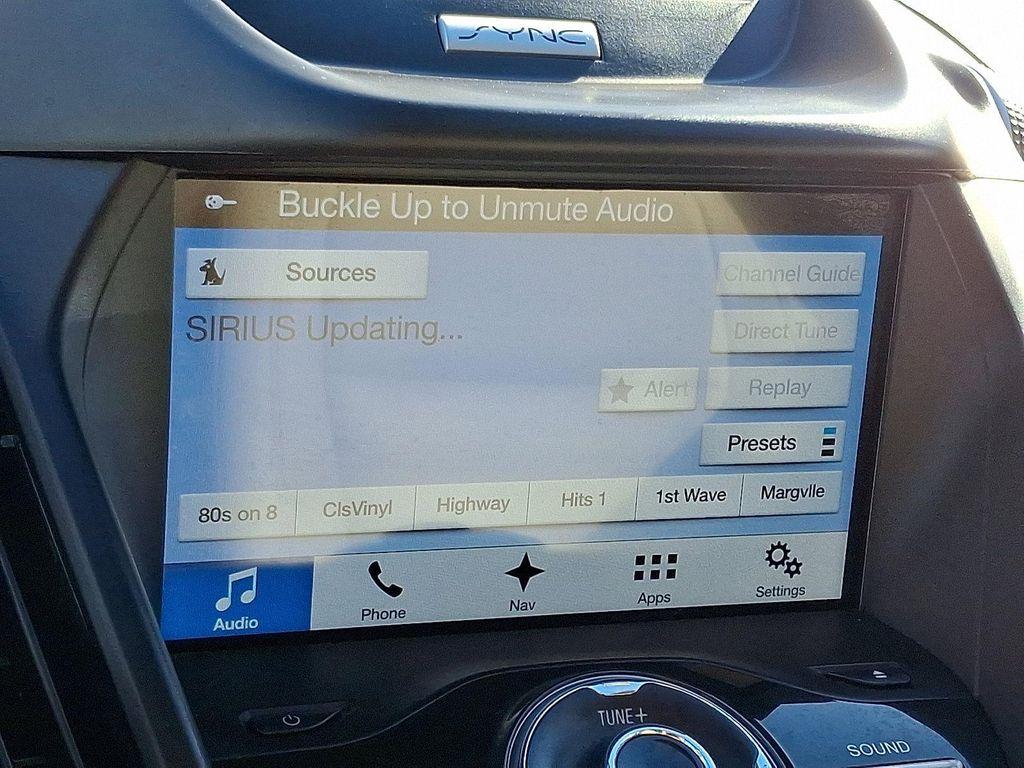 SYNC
Buckle Up to Unmute Audio
Sources
Channel Guide
SIRIUS Updating...
Direct Tune
Alert
Replay
Presets
80s on 8
ClsVinyl
Highway
Hits 1
1st Wave
Margvlle
Audio
Phone
Nav
Apps
Settings
TUNE+
SOUND